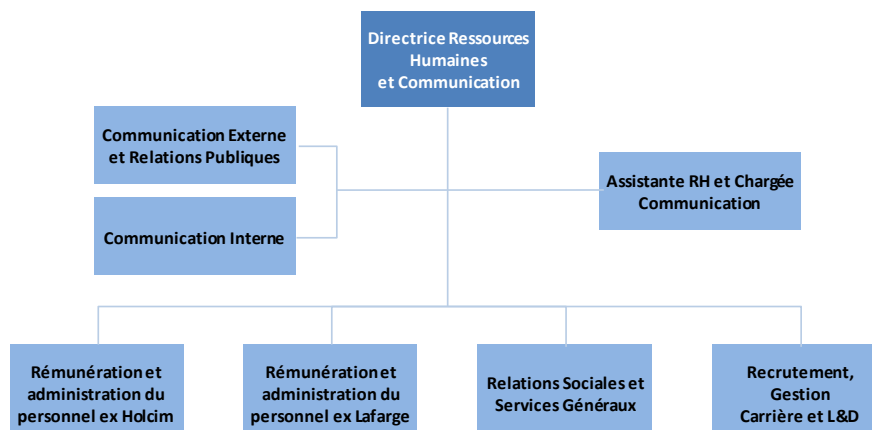 Directrice Ressources
Humaines
et Communication
Communication Externe
et Relations Publiques
Assistante RH et Chargée
Communication
Communication Interne
Rémunération et
administration du
personnel ex Holcim
Rémunération et
administration du
personnel ex Lafarge
Relations Sociales et
Services Généraux
Recrutement,
Gestion
Carrière et L&D